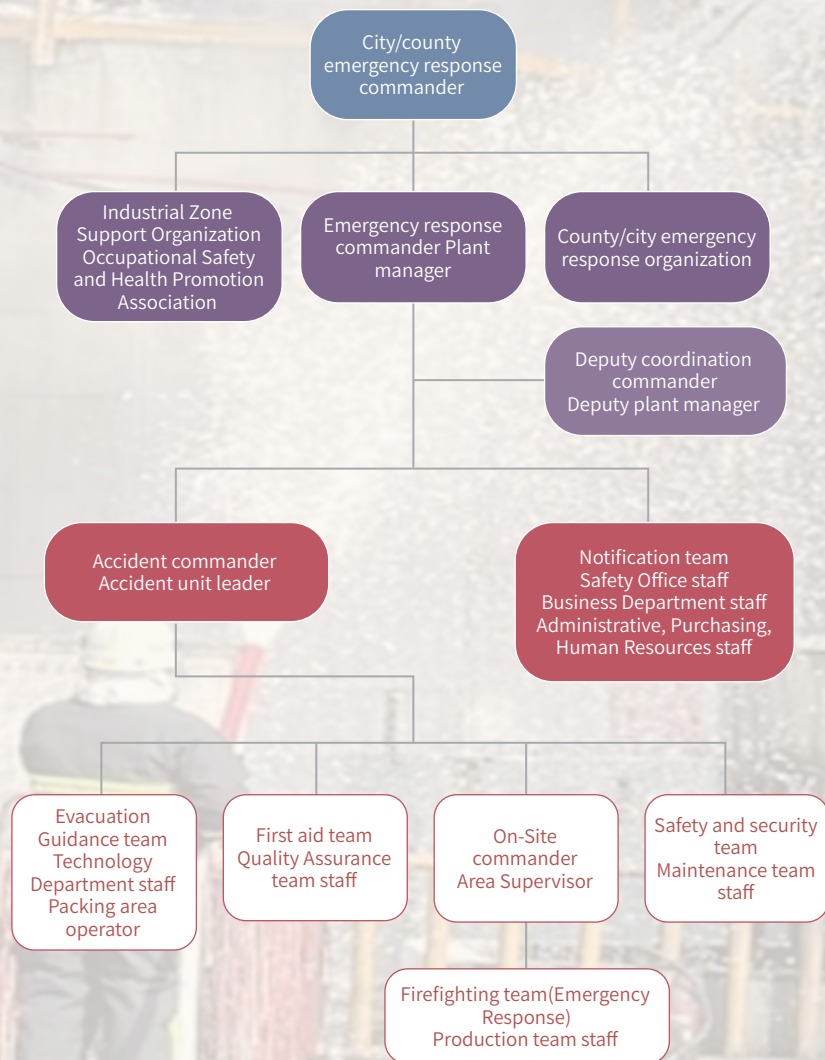 City/county
emergency response
commander
Industrial Zone
Support Organization
Occupational Safety
and Health Promotion
Association
Emergency response
commander Plant
manager
County/city emergency
response organization
Deputy coordination
commander
Deputy plant manager
Accident commander
Accident unit leader
Notification team
Safety Office staff
Business Department staff
Administrative, Purchasing,
Human Resources staff
Evacuation
Guidance team
Technology
Department staff
Packing area
operator
First aid team
Quality Assurance
team staff
On-Site
commander
Area Supervisor
Safety and security
team
Maintenance team
staff
Firefighting team(Emergency
Response)
Production team staff